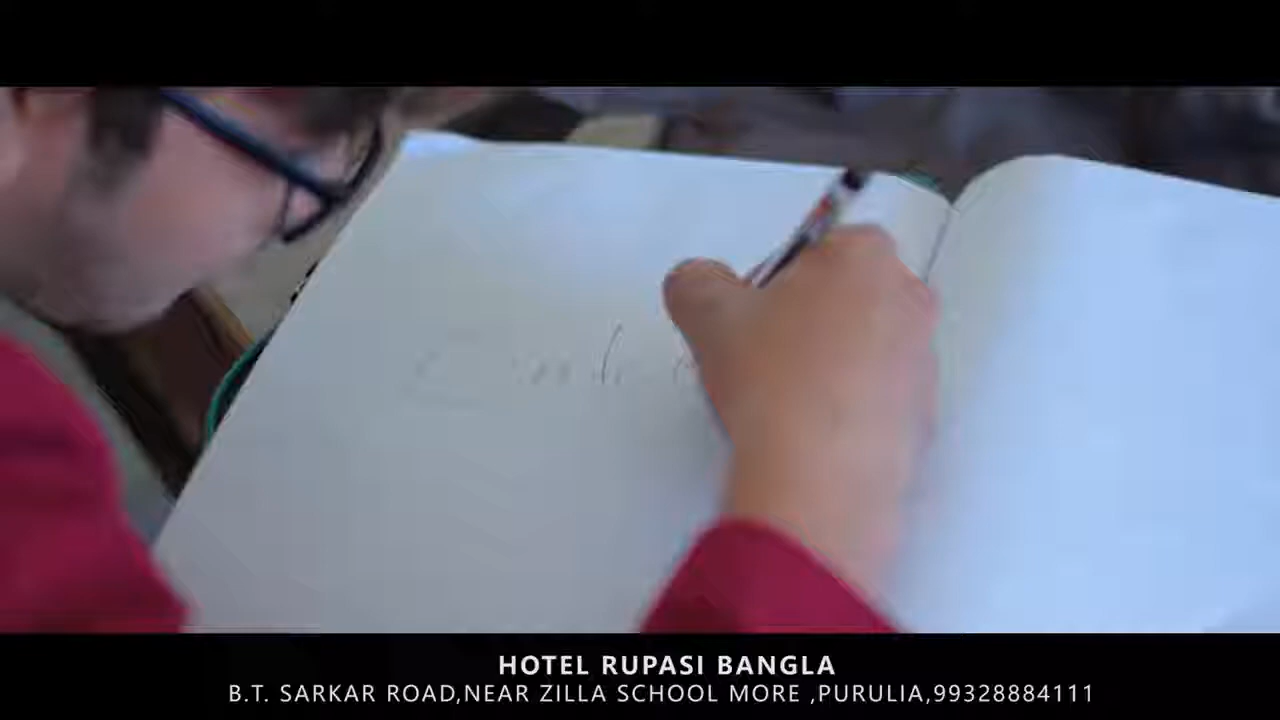 HOTEL RUPASI BANGLA
B.T. SARKAR ROAD,NEAR ZILLA SCHOOL MORE ,PURULIA,99328884111